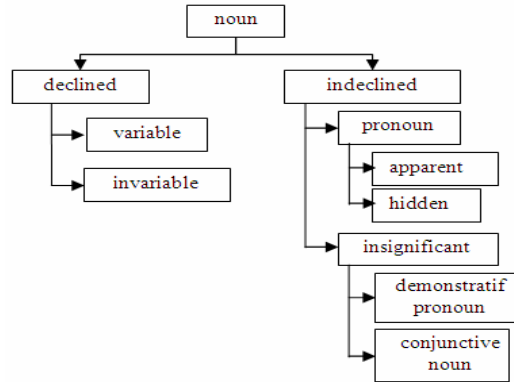 noun
declined
indeclined
variable
invariable
pronoun
apparent
hidden
insignificant
demonstratif
pronoun
conjunctive
noun